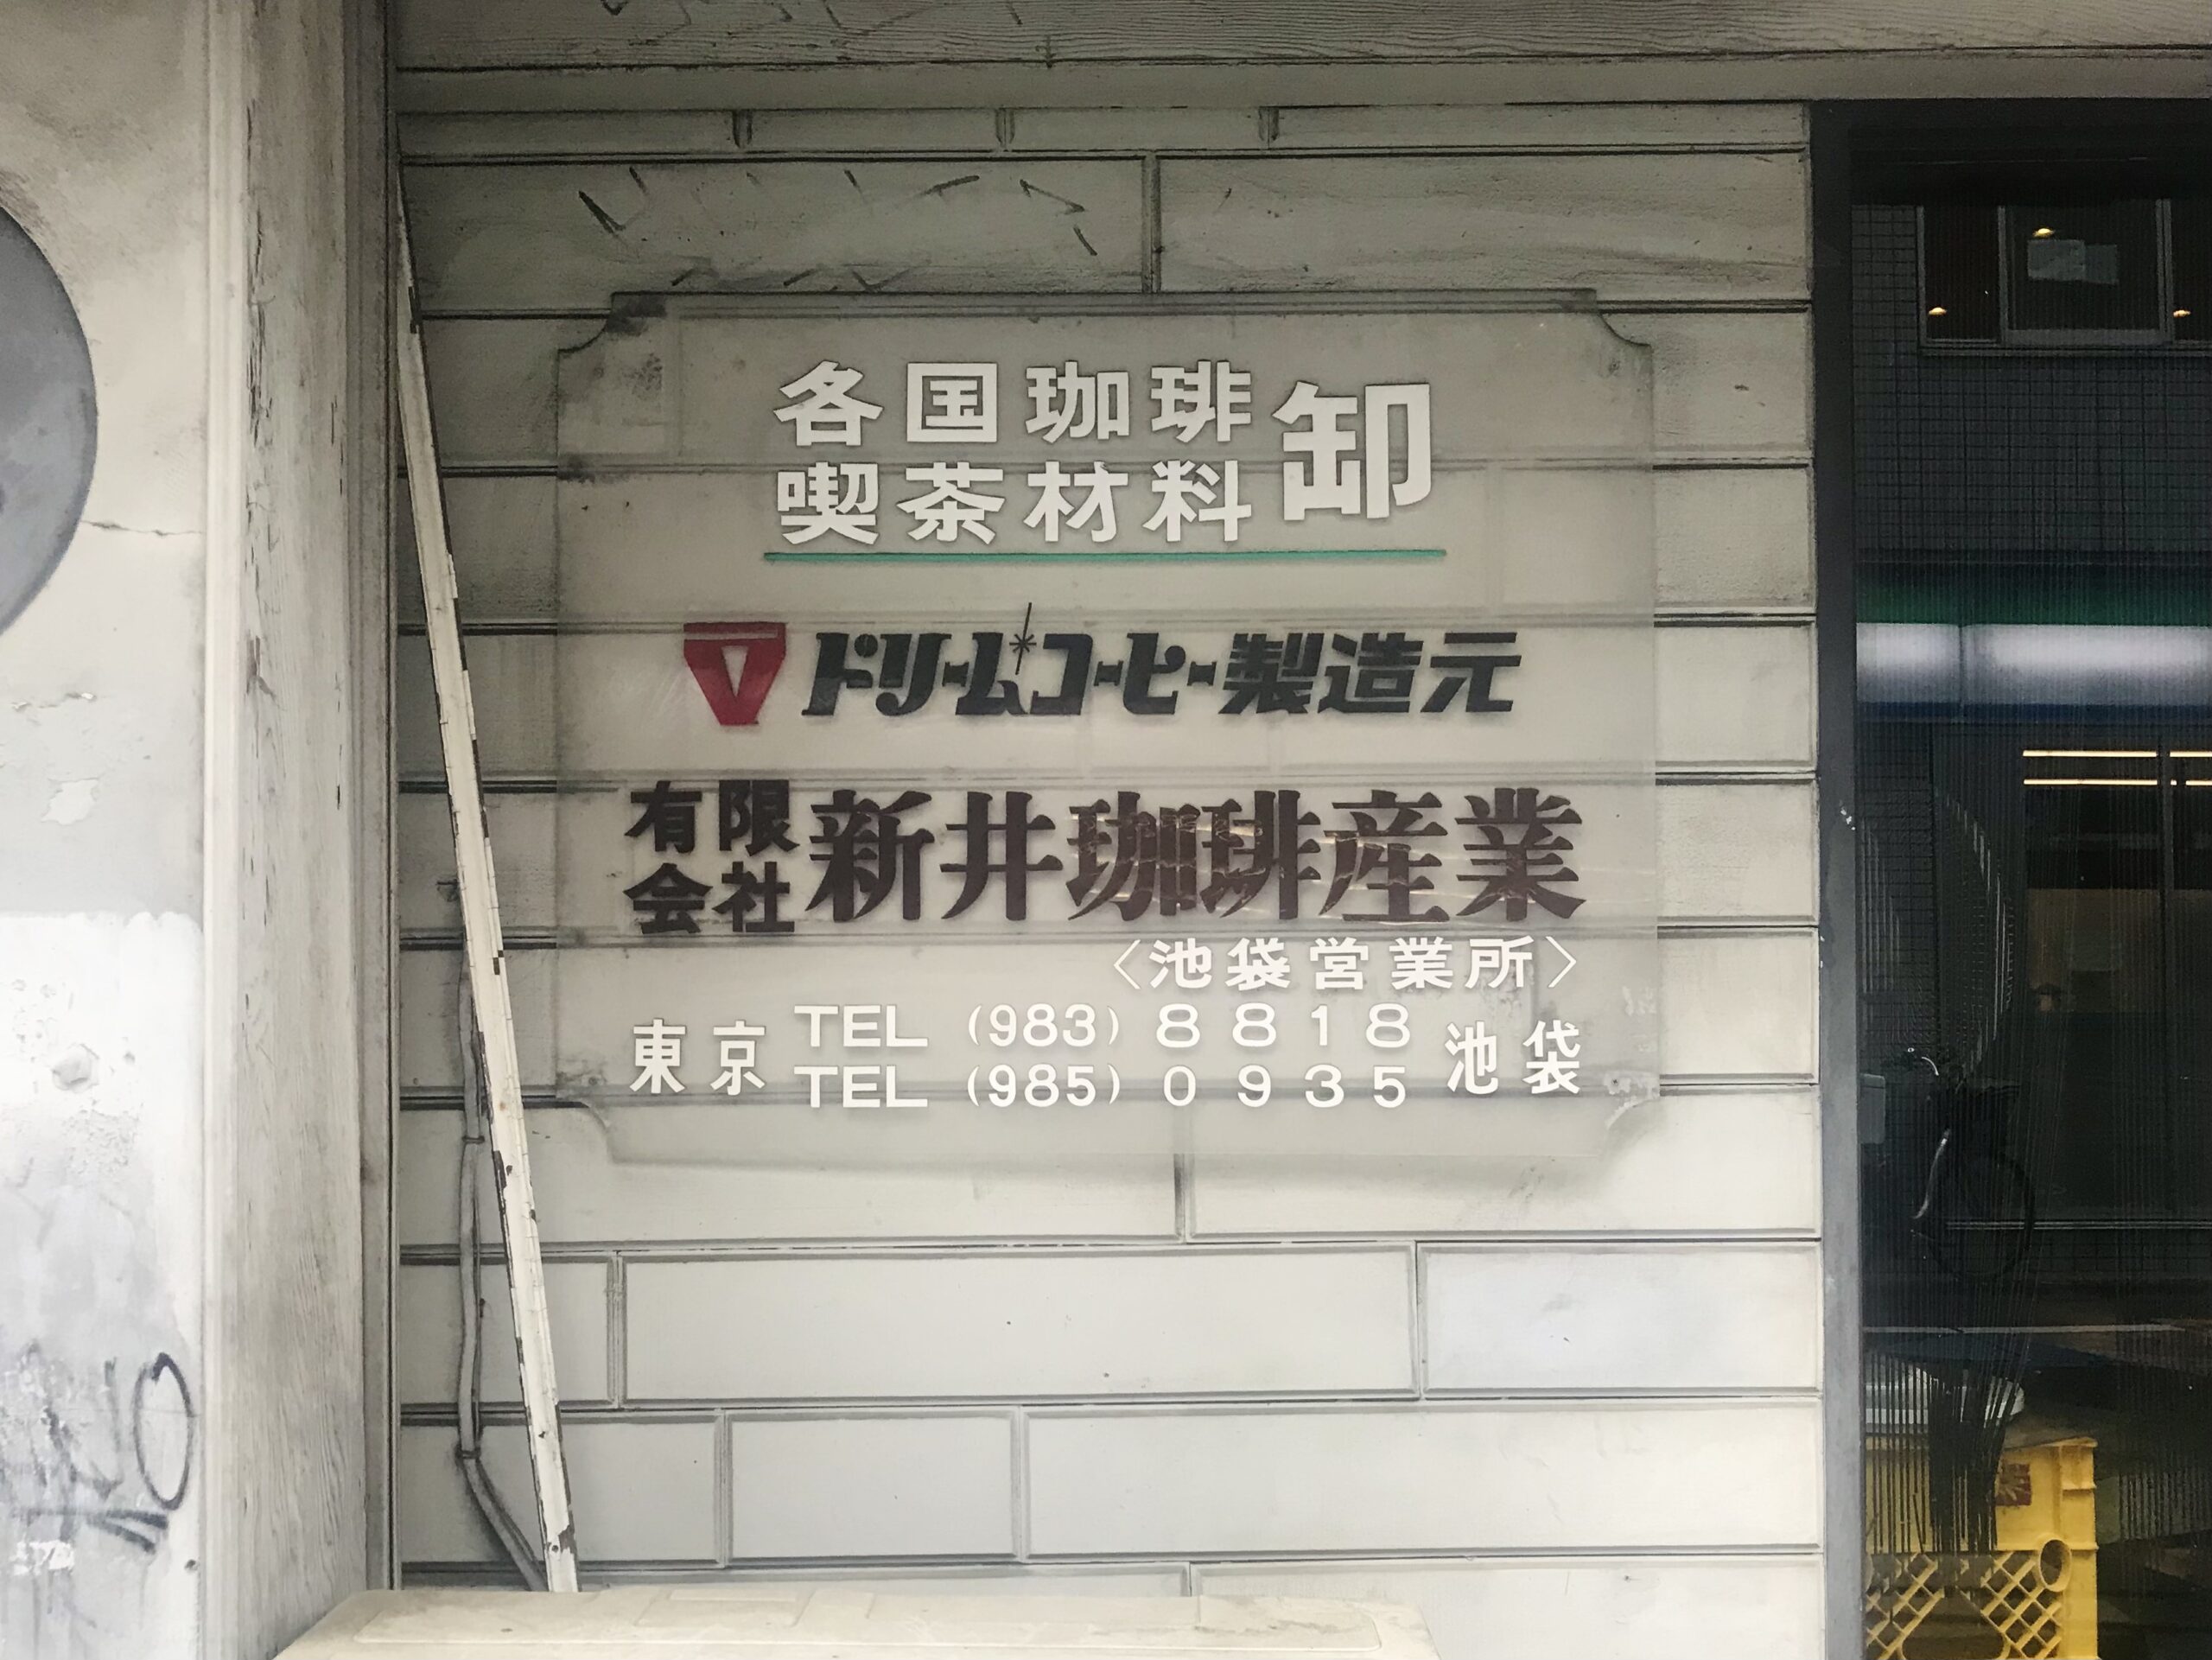 各国珈琲
喫茶材料
卸
ドリームコーヒー製造元
有限会社
新井珈琲産業
〈池袋営業所〉
東京 TEL (983) 8818 池袋
TEL (985) 0935